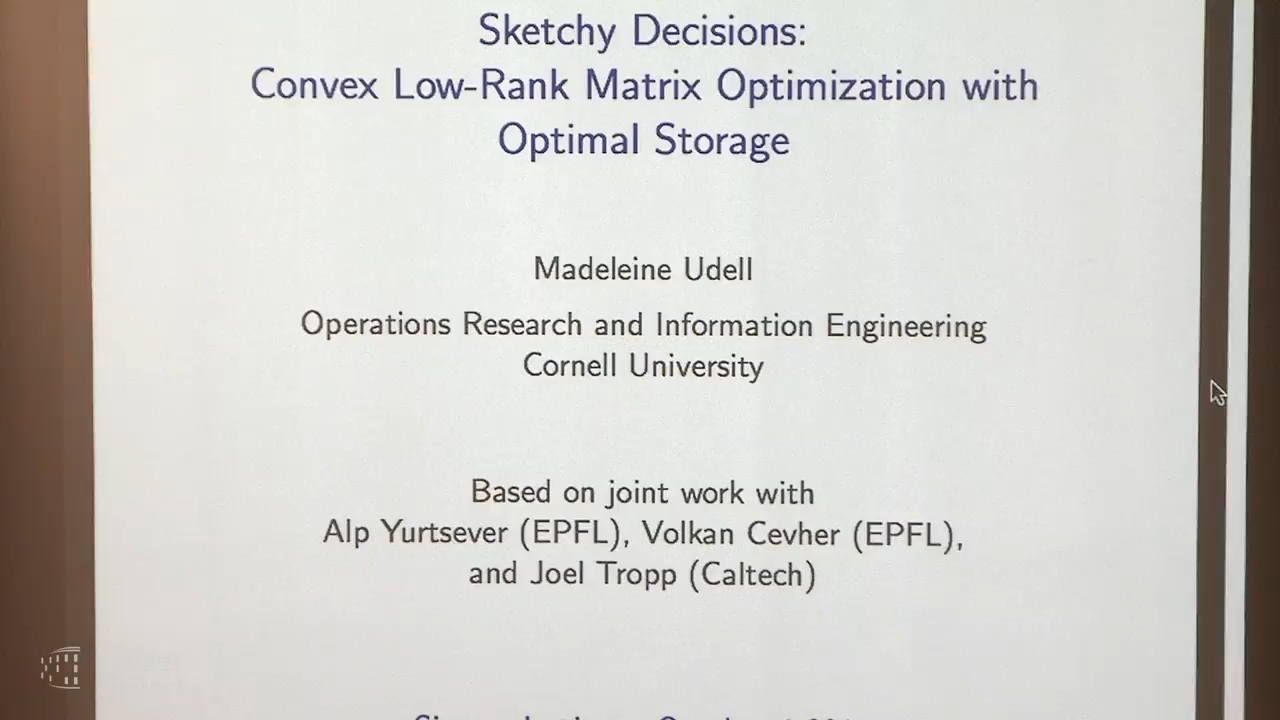 Sketchy Decisions:
Convex Low-Rank Matrix Optimization with
Optimal Storage
Madeleine Udell
Operations Research and Information Engineering
Cornell University
Based on joint work with
Alp Yurtsever (EPFL), Volkan Cevher (EPFL),
and Joel Tropp (Caltech)